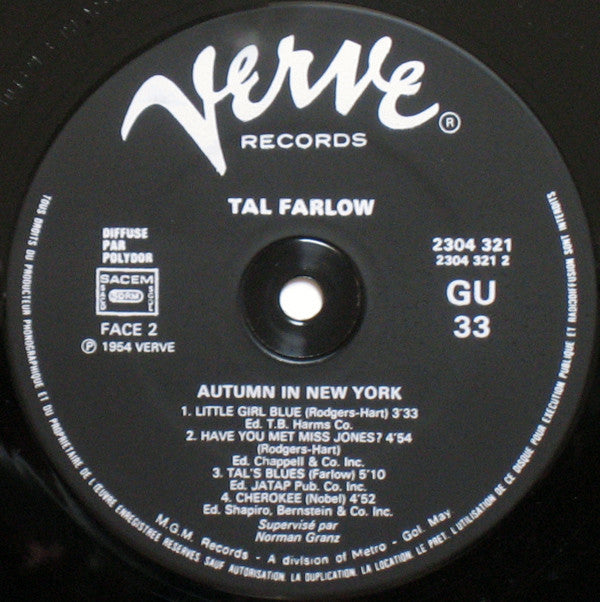 Verve ®
RECORDS
TAL FARLOW
DIFFUSE
PAR
POLYDOR
SACEM
SACD SDRM SGDL
FACE 2
Ⓟ 1954 VERVE
2304 321
2304 321 2
GU
33
AUTUMN IN NEW YORK
1. LITTLE GIRL BLUE (Rodgers-Hart) 3'33
Ed. T.B. Harms Co.
2. HAVE YOU MET MISS JONES? 4'54
(Rodgers-Hart)
Ed. Chappell & Co. Inc.
3. TAL'S BLUES (Farlow) 5'10
Ed. JATAP Pub. Co. Inc.
4. CHEROKEE (Nobel) 4'52
Ed. Shapiro, Bernstein & Co. Inc.
Supervisé par
Norman Granz
M.G.M. Records - A division of Metro - Gol. May
TOUS DROITS DU PRODUCTEUR PHONOGRAPHIQUE ET DU PROPRIETAIRE DE L'ŒUVRE ENREGISTREE RESERVES SAUF AUTORISATION. LA DUPLICATION, LA LOCATION, LE PRET, L'UTILISATION DE CE DISQUE POUR EXECUTION PUBLIQUE ET RADIODIFFUSION SONT INTERDITS